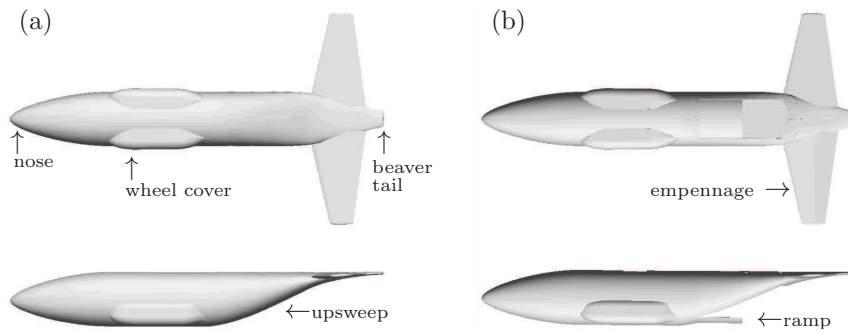 (a)
(b)
↑
nose
↑
wheel cover
↑
beaver
tail
empennage →
←upsweep
←ramp